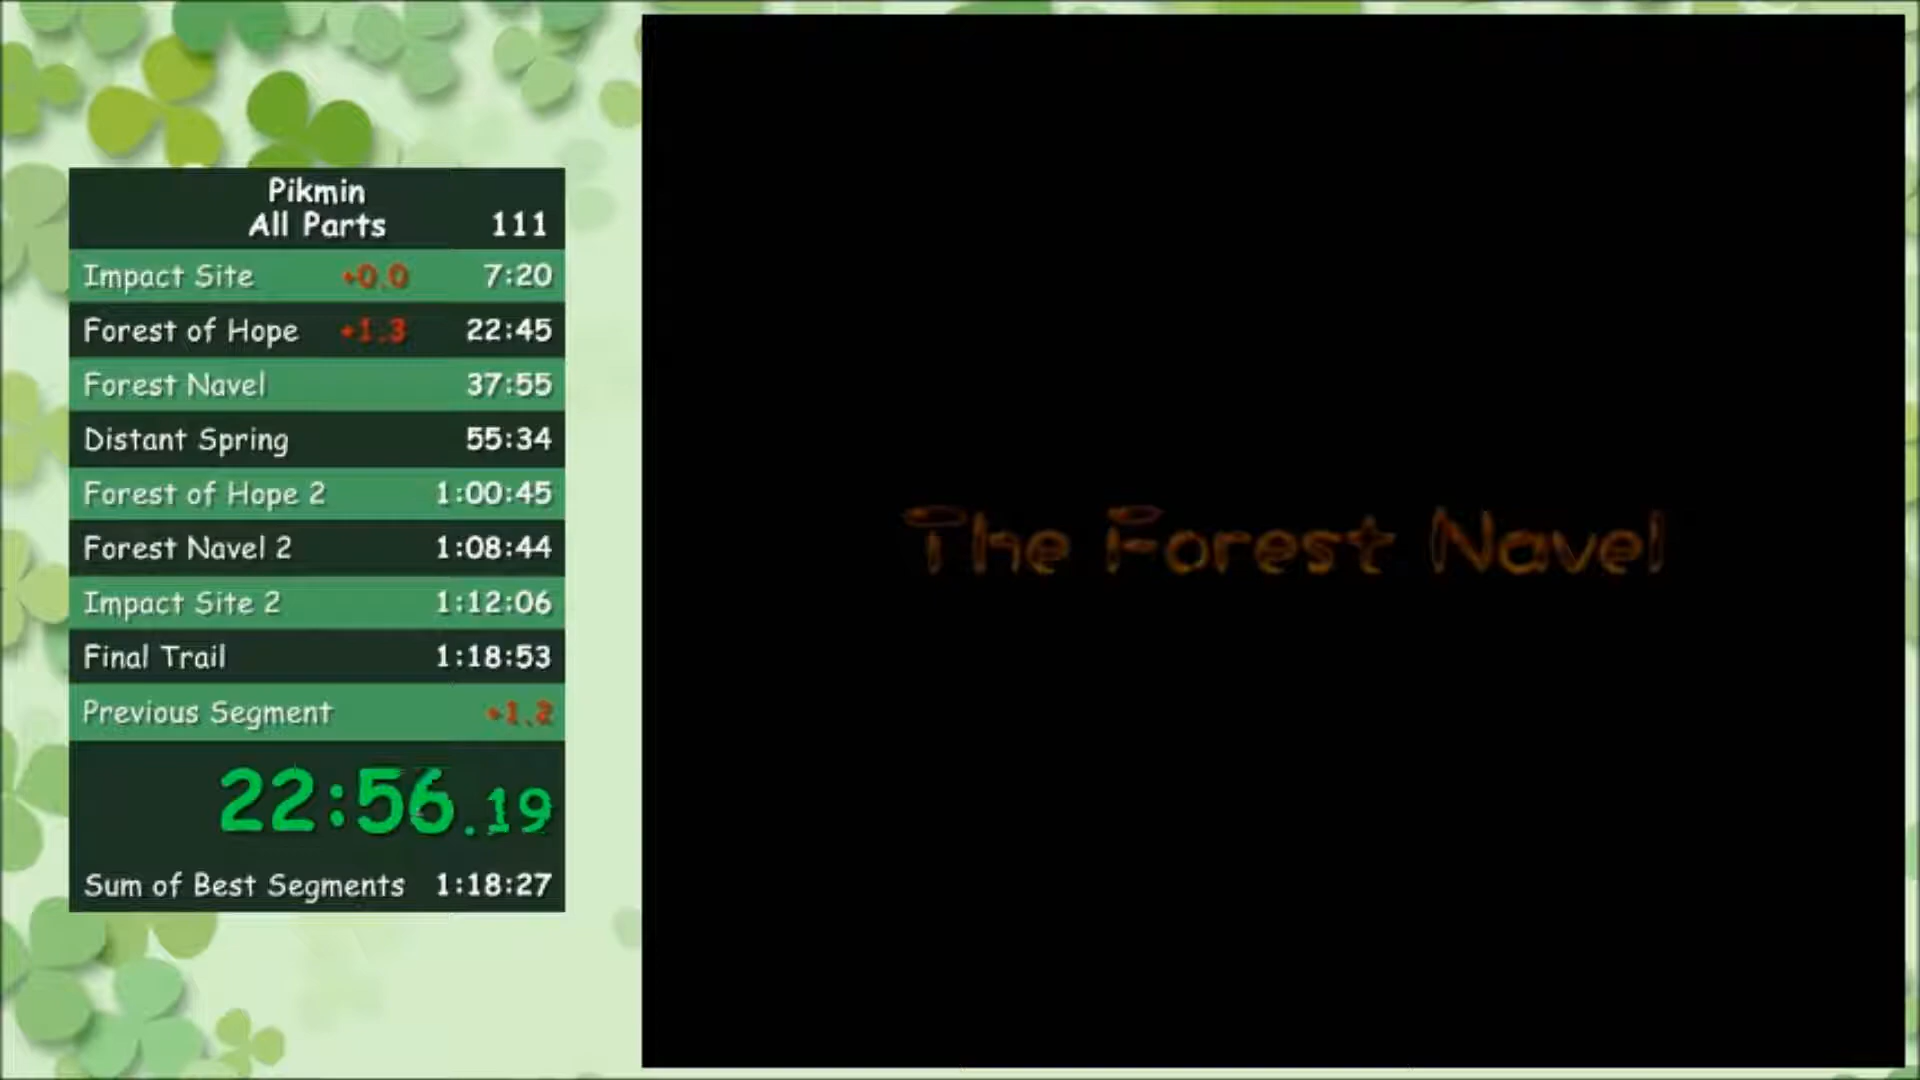 Pikmin
All Parts 111
Impact Site +0.0 7:20
Forest of Hope +1.3 22:45
Forest Navel 37:55
Distant Spring 55:34
Forest of Hope 2 1:00:45
Forest Navel 2 1:08:44
Impact Site 2 1:12:06
Final Trail 1:18:53
Previous Segment +1.2
22:56.19
Sum of Best Segments 1:18:27
The Forest Navel